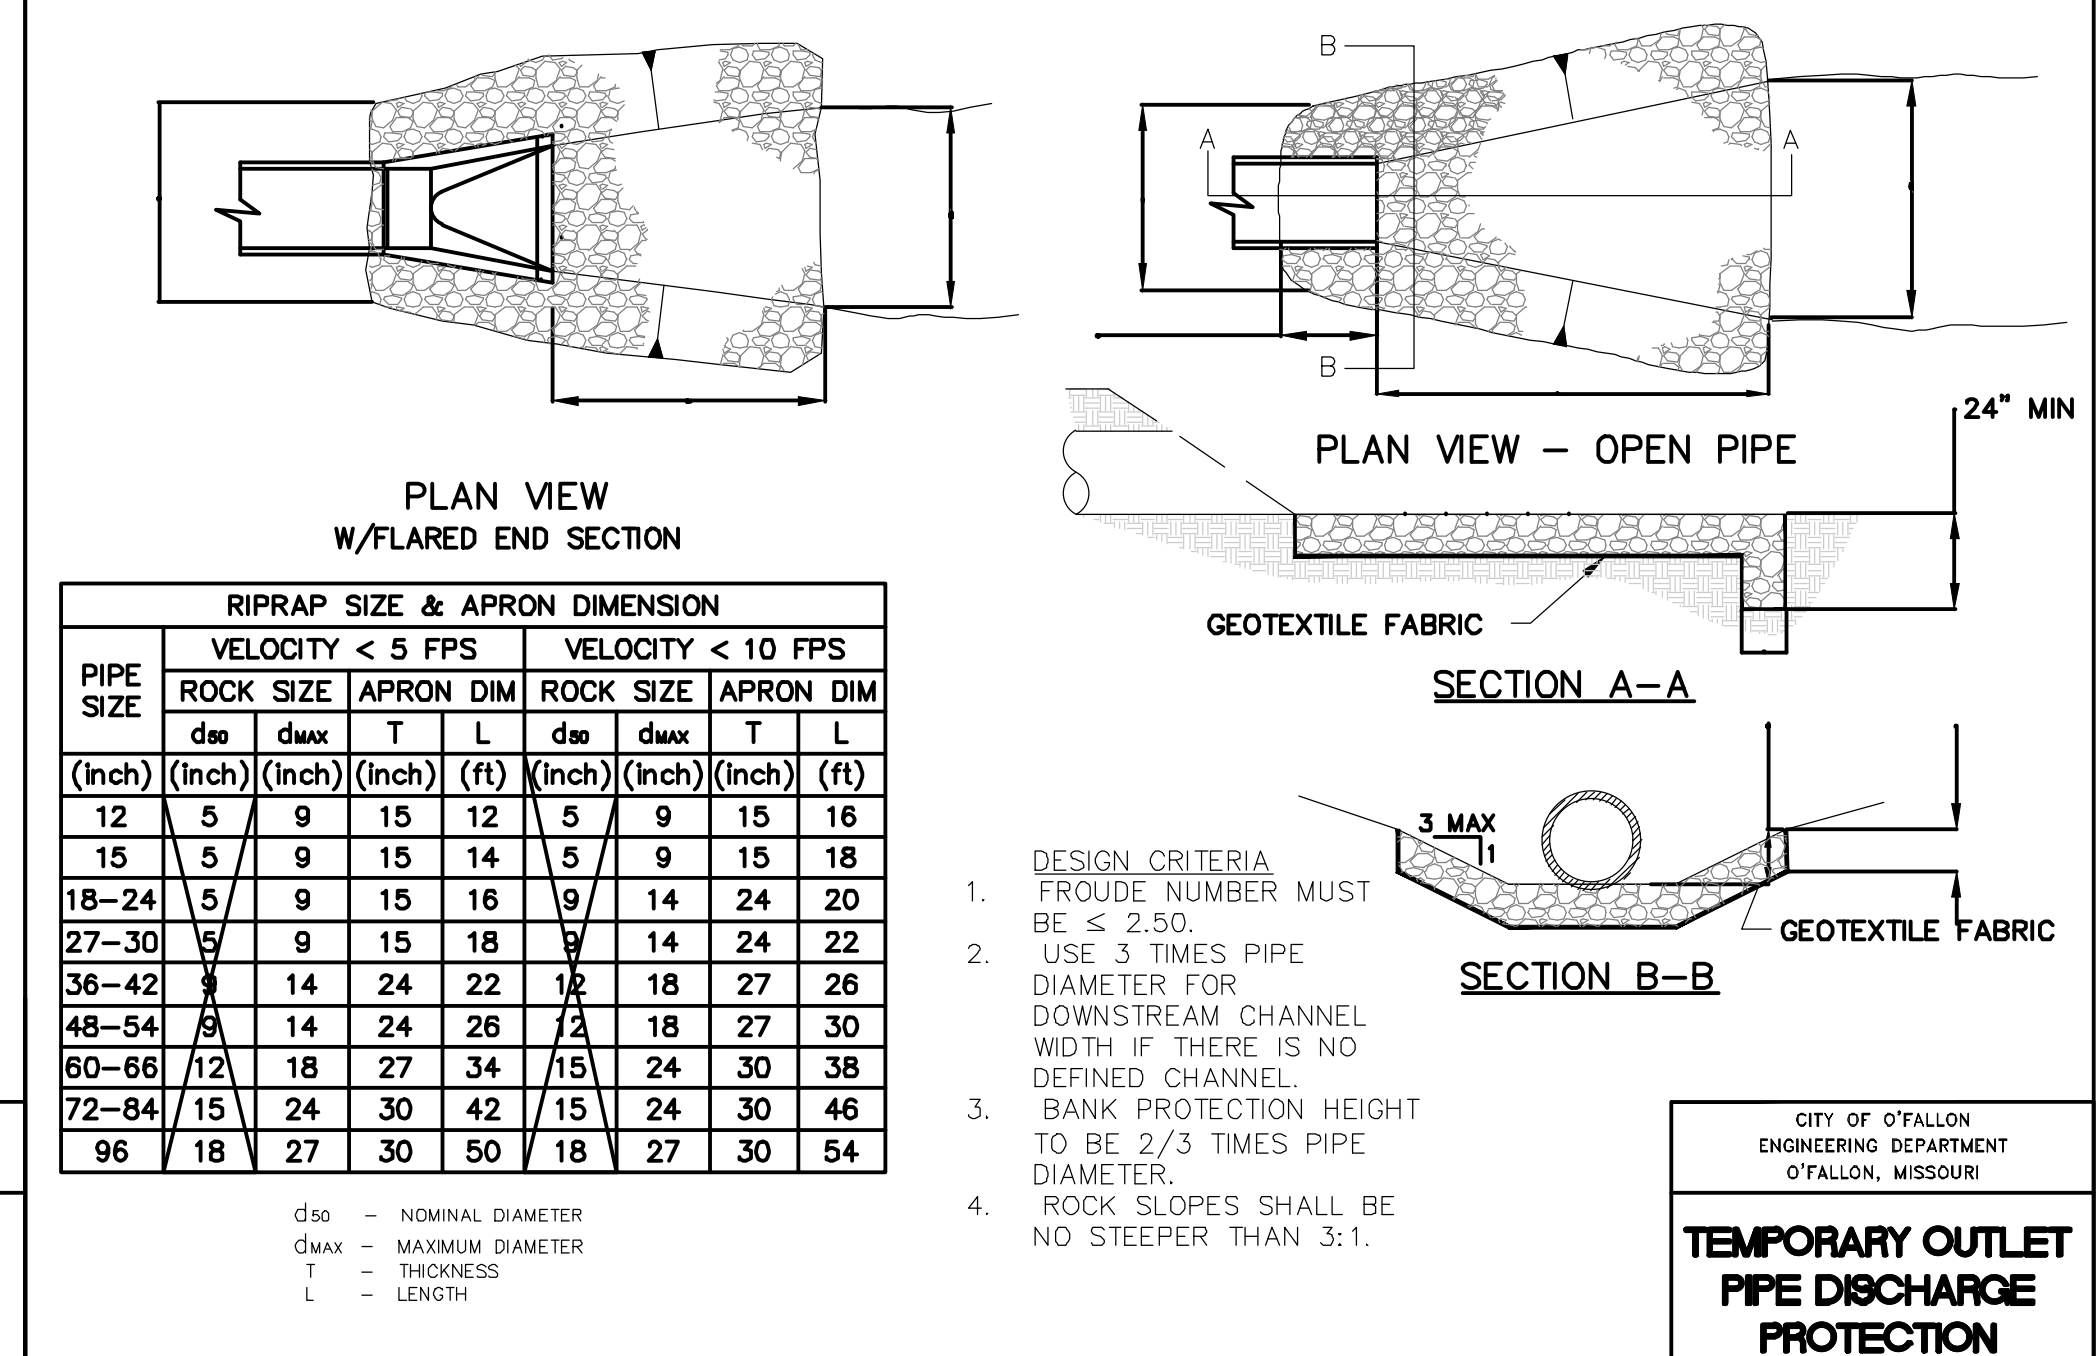 B
A
A
B
PLAN VIEW
W/FLARED END SECTION
PLAN VIEW - OPEN PIPE
24" MIN
GEOTEXTILE FABRIC
SECTION A-A
3 MAX
1
GEOTEXTILE FABRIC
SECTION B-B
RIPRAP SIZE & APRON DIMENSION
PIPE SIZE VELOCITY < 5 FPS VELOCITY < 10 FPS
ROCK SIZE APRON DIM ROCK SIZE APRON DIM
d50 dMAX T L d50 dMAX T L
(inch) (inch) (inch) (inch) (ft) (inch) (inch) (inch) (ft)
12 5 9 15 12 5 9 15 16
15 5 9 15 14 5 9 15 18
18-24 5 9 15 16 9 14 24 20
27-30 5 9 15 18 9 14 24 22
36-42 9 14 24 22 12 18 27 26
48-54 9 14 24 26 12 18 27 30
60-66 12 18 27 34 15 24 30 38
72-84 15 24 30 42 15 24 30 46
96 18 27 30 50 18 27 30 54
d50 - NOMINAL DIAMETER
dMAX - MAXIMUM DIAMETER
T - THICKNESS
L - LENGTH
DESIGN CRITERIA
1. FROUDE NUMBER MUST
BE ≤ 2.50.
2. USE 3 TIMES PIPE
DIAMETER FOR
DOWNSTREAM CHANNEL
WIDTH IF THERE IS NO
DEFINED CHANNEL.
3. BANK PROTECTION HEIGHT
TO BE 2/3 TIMES PIPE
DIAMETER.
4. ROCK SLOPES SHALL BE
NO STEEPER THAN 3:1.
CITY OF O'FALLON
ENGINEERING DEPARTMENT
O'FALLON, MISSOURI
TEMPORARY OUTLET
PIPE DISCHARGE
PROTECTION